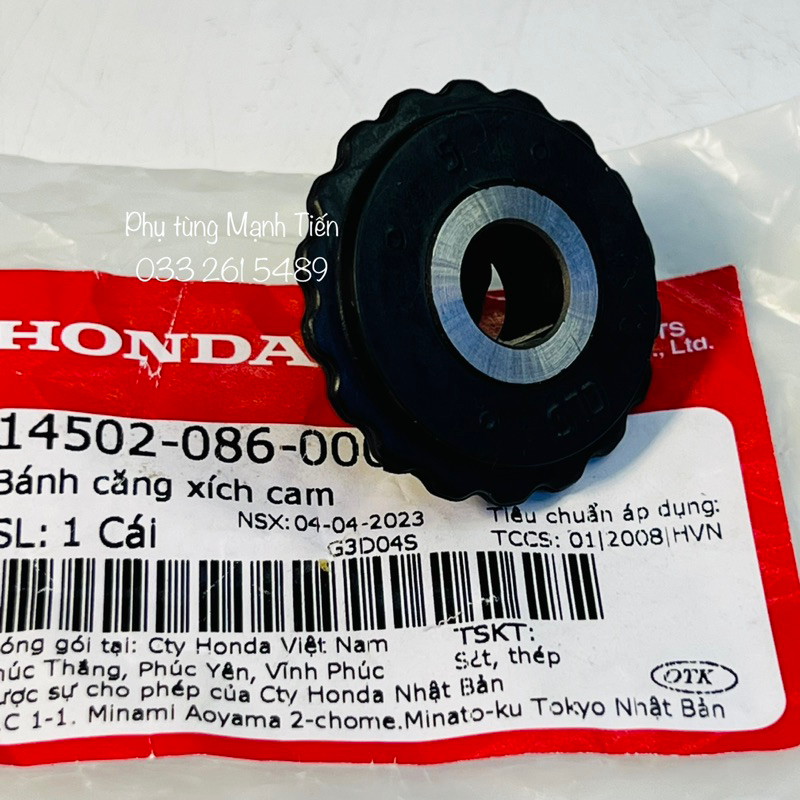 Phụ tùng Mạnh Tiến
033 261 5489
HONDA
TS
, Ltd.
14502-086-00
Bánh căng xích cam
SL: 1 Cái
NSX: 04-04-2023
G3D04S
Tiêu chuẩn áp dụng:
TCCS: 01|2008|HVN
óng gói tại: Cty Honda Việt Nam
húc Thắng, Phúc Yên, Vĩnh Phúc
ược sự cho phép của Cty Honda Nhật Bản
C 1-1. Minami Aoyama 2-chome.Minato-ku Tokyo Nhật Bản
TSKT:
Sắt, thép
OTK